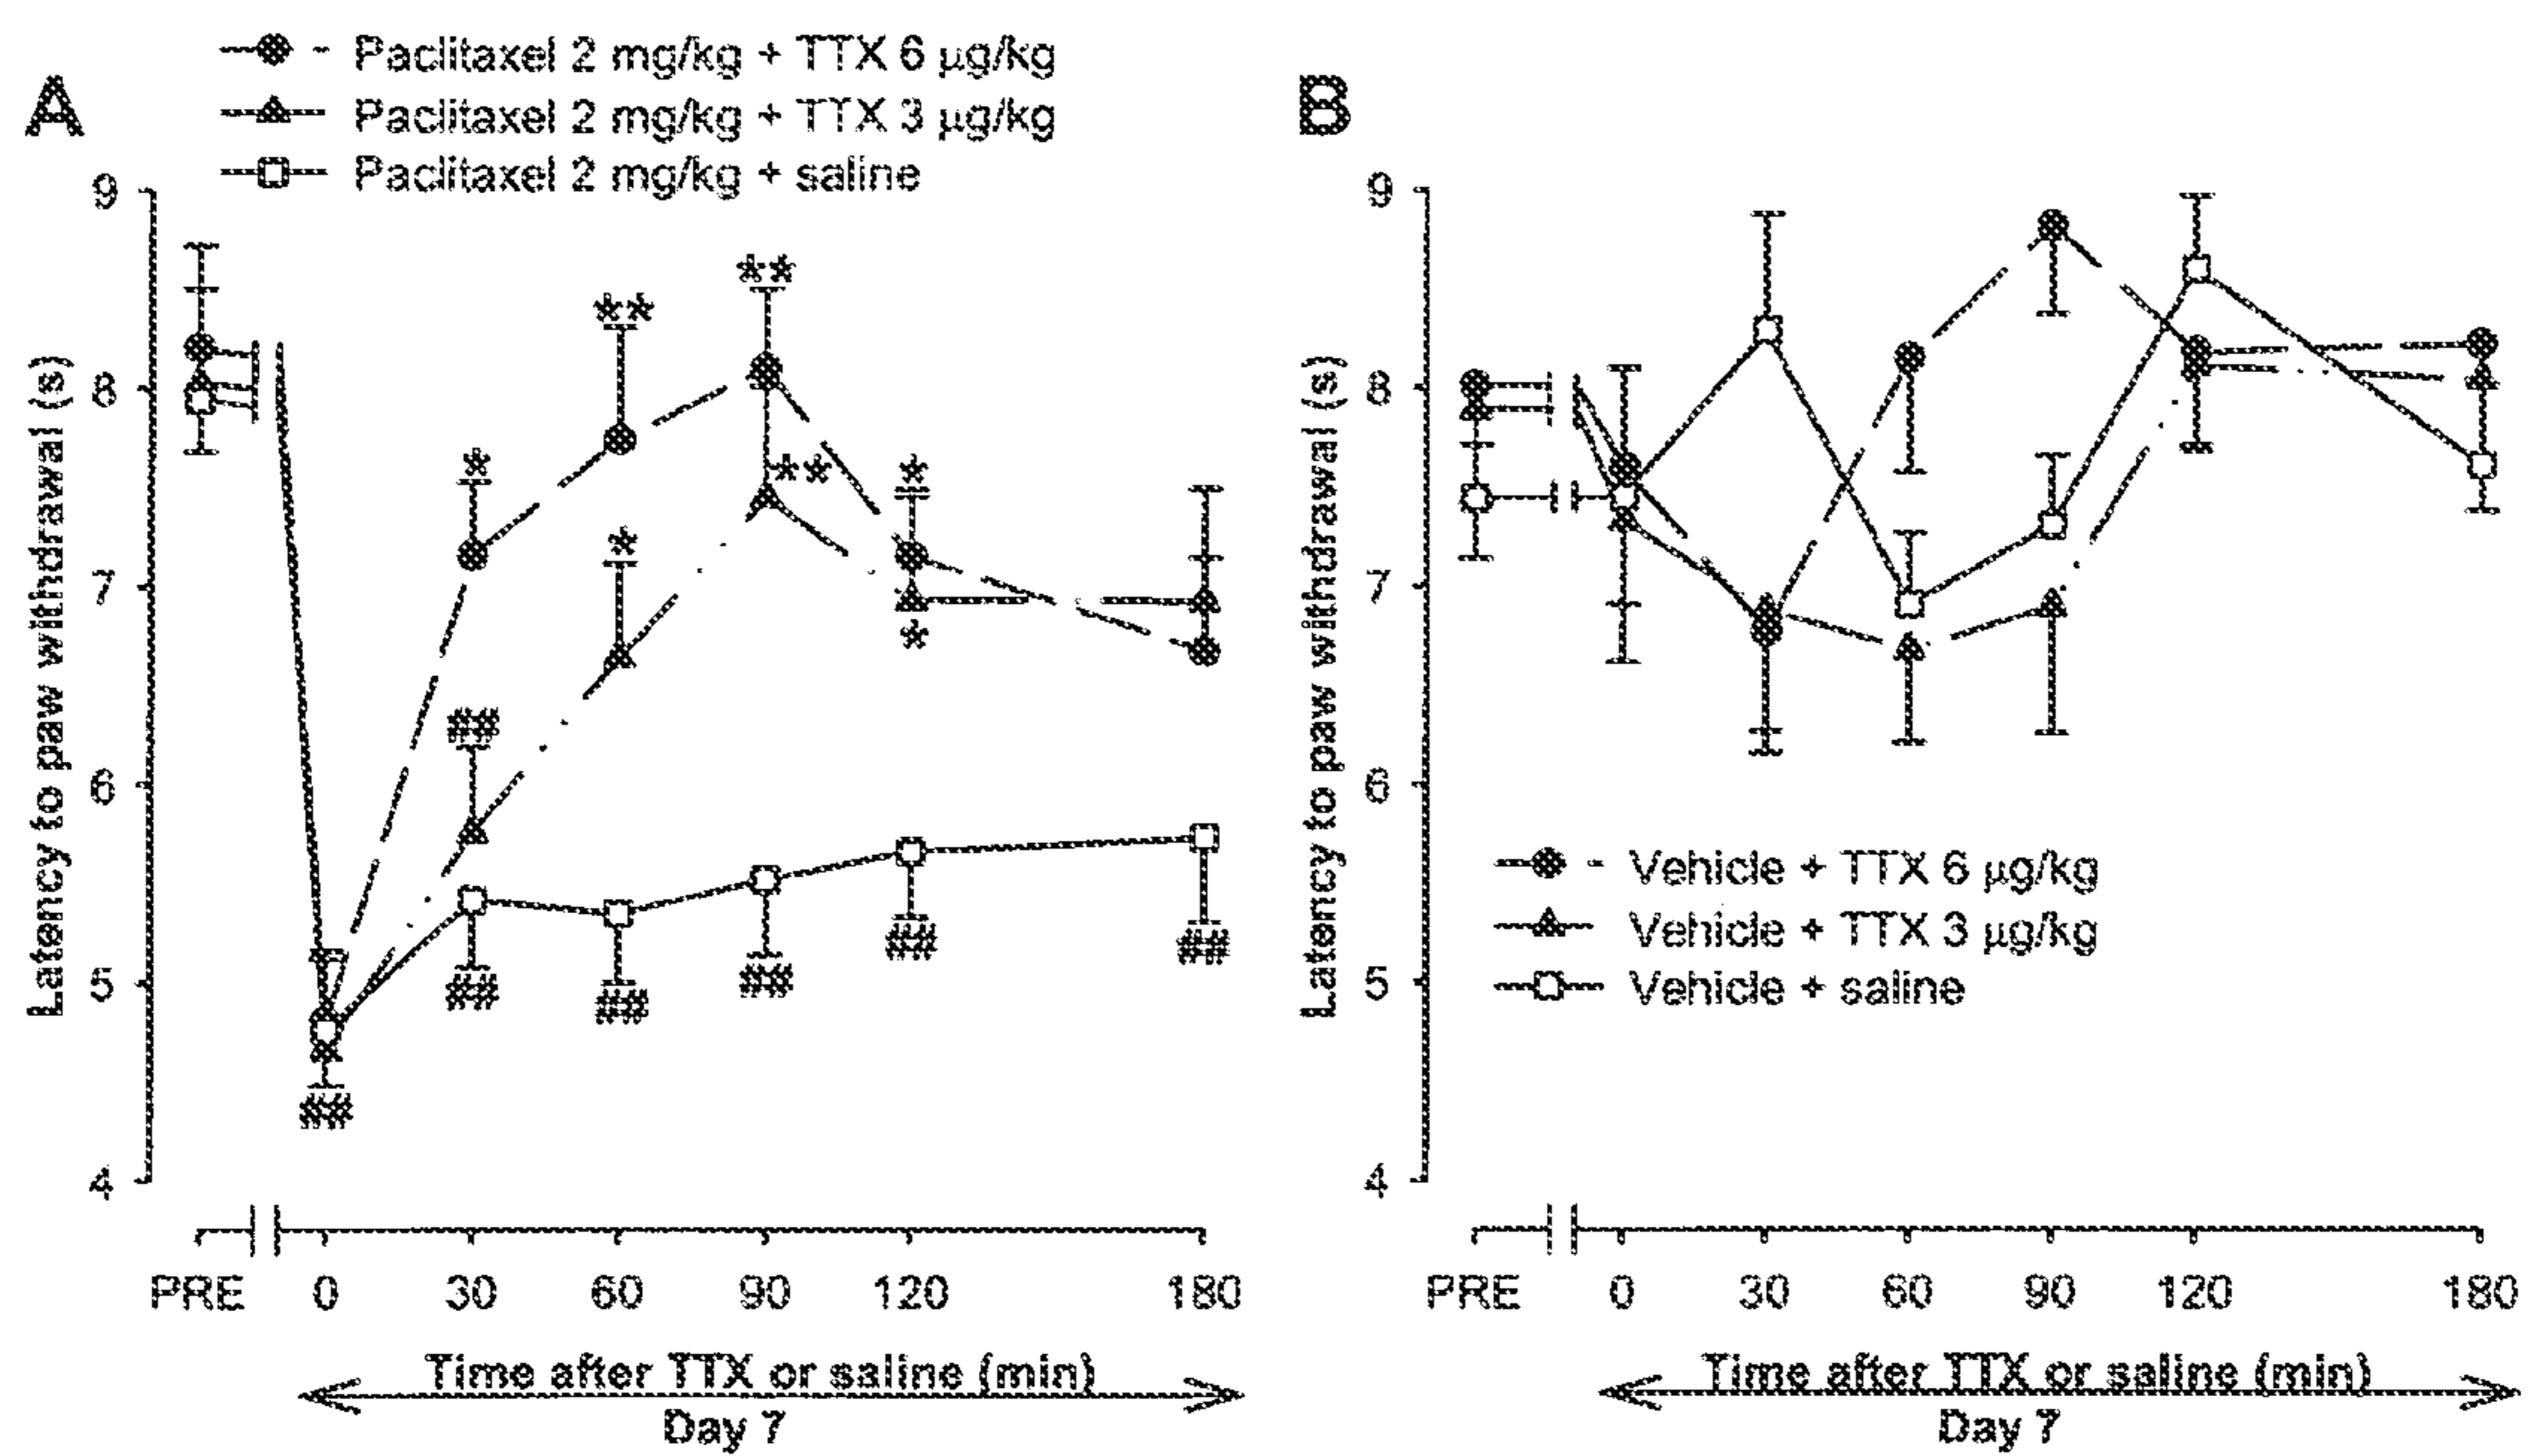 Paclitaxel 2 mg/kg + TTX 6 µg/kg
Paclitaxel 2 mg/kg + TTX 3 µg/kg
Paclitaxel 2 mg/kg + saline
A
9
8
7
6
5
4
Latency to paw withdrawal (s)
**
**
*
**
*
*
*
##
##
##
##
##
##
##
PRE 0 30 60 90 120 180
Time after TTX or saline (min)
Day 7
B
9
8
7
6
5
4
Latency to paw withdrawal (s)
Vehicle + TTX 6 µg/kg
Vehicle + TTX 3 µg/kg
Vehicle + saline
PRE 0 30 60 90 120 180
Time after TTX or saline (min)
Day 7